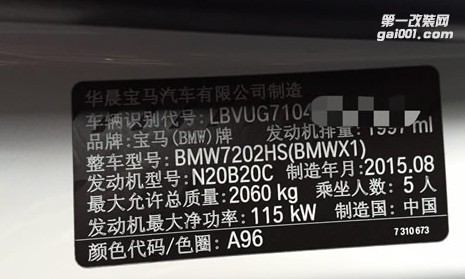 第一改装网
gai001.com
华晨宝马汽车有限公司制造
车辆识别代号: LBVUG7104
品牌: 宝马(BMW)牌 发动机排量: 1997 ml
整车型号: BMW7202HS(BMWX1)
发动机型号: N20B20C 制造年月: 2015.08
最大允许总质量: 2060 kg 乘坐人数: 5 人
发动机最大净功率: 115 kW 制造国: 中国
颜色代码/色圈: A96
7 310 673